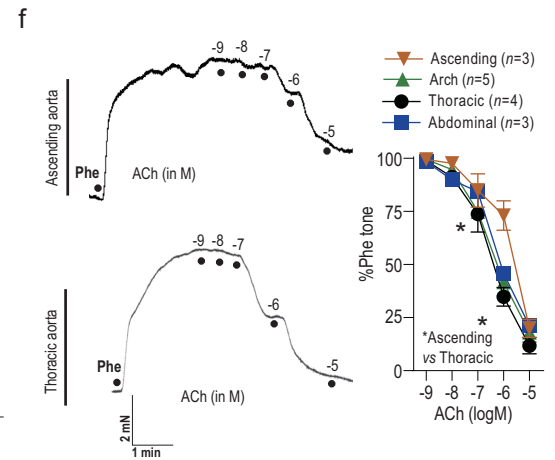 f
Ascending aorta
Phe
ACh (in M)
-9
-8
-7
-6
-5
Thoracic aorta
Phe
ACh (in M)
-9
-8
-7
-6
-5
2 mN
1 min
Ascending (n=3)
Arch (n=5)
Thoracic (n=4)
Abdominal (n=3)
%Phe tone
100
75
50
25
0
*
*
*Ascending
vs Thoracic
-9 -8 -7 -6 -5
ACh (logM)